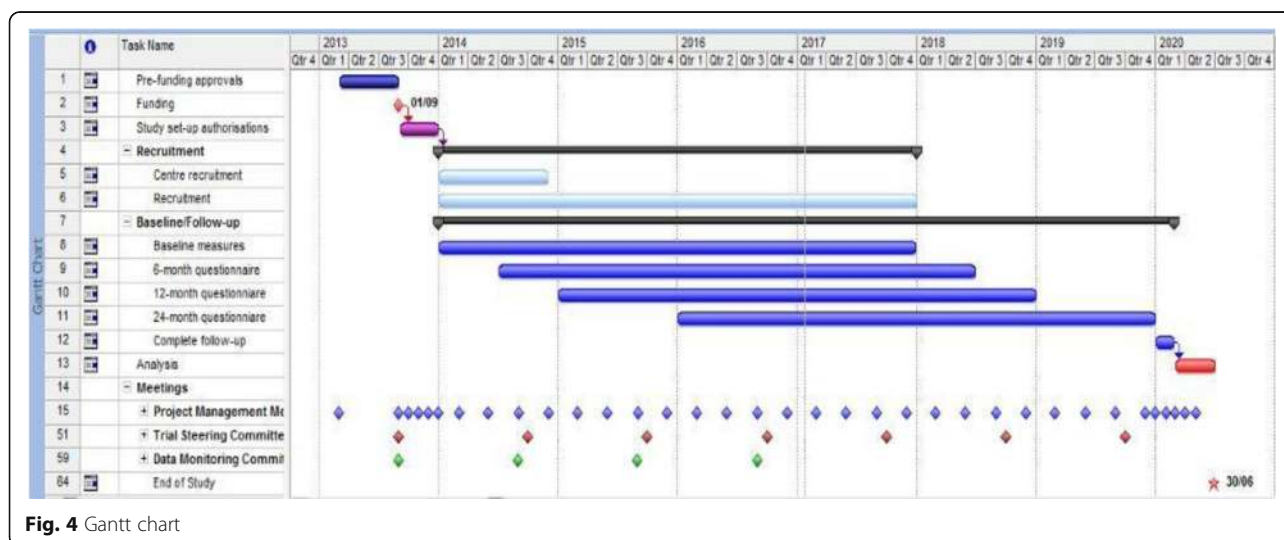 Task Name
2013 2014 2015 2016 2017 2018 2019 2020
Qtr 4 Qtr 1 Qtr 2 Qtr 3 Qtr 4 Qtr 1 Qtr 2 Qtr 3 Qtr 4 Qtr 1 Qtr 2 Qtr 3 Qtr 4 Qtr 1 Qtr 2 Qtr 3 Qtr 4 Qtr 1 Qtr 2 Qtr 3 Qtr 4 Qtr 1 Qtr 2 Qtr 3 Qtr 4 Qtr 1 Qtr 2 Qtr 3 Qtr 4 Qtr 1 Qtr 2 Qtr 3 Qtr 4
Gantt Chart
1 Pre-funding approvals
2 Funding 01/09
3 Study set-up authorisations
4 Recruitment
5 Centre recruitment
6 Recruitment
7 Baseline/Follow-up
8 Baseline measures
9 6-month questionnaire
10 12-month questionniare
11 24-month questionniare
12 Complete follow-up
13 Analysis
14 Meetings
15 Project Management Me
51 Trial Steering Committe
59 Data Monitoring Commit
64 End of Study 30/06
Fig. 4 Gantt chart